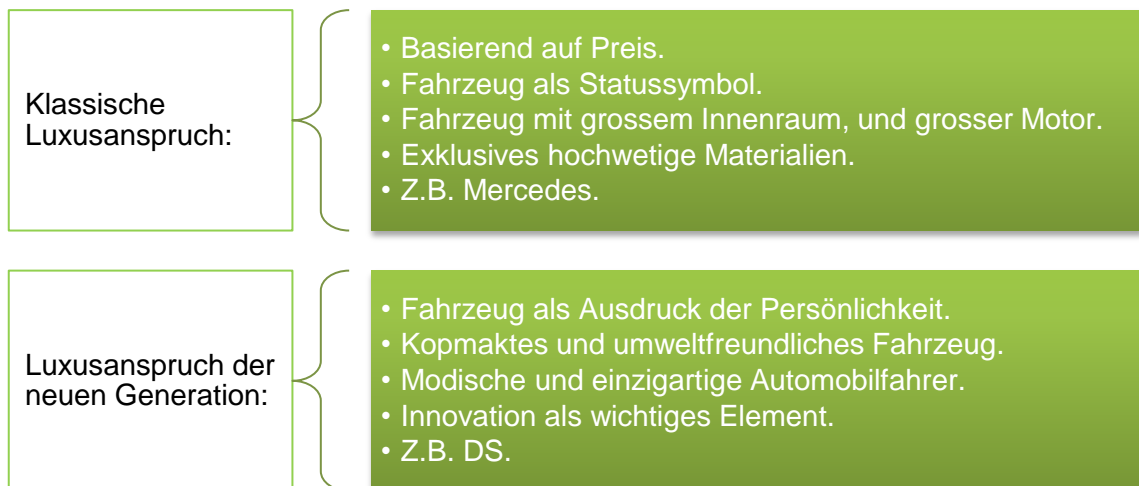 Klassische
Luxusanspruch:
• Basierend auf Preis.
• Fahrzeug als Statussymbol.
• Fahrzeug mit grossem Innenraum, und grosser Motor.
• Exklusives hochwetige Materialien.
• Z.B. Mercedes.
Luxusanspruch der
neuen Generation:
• Fahrzeug als Ausdruck der Persönlichkeit.
• Kopmaktes und umweltfreundliches Fahrzeug.
• Modische und einzigartige Automobilfahrer.
• Innovation als wichtiges Element.
• Z.B. DS.